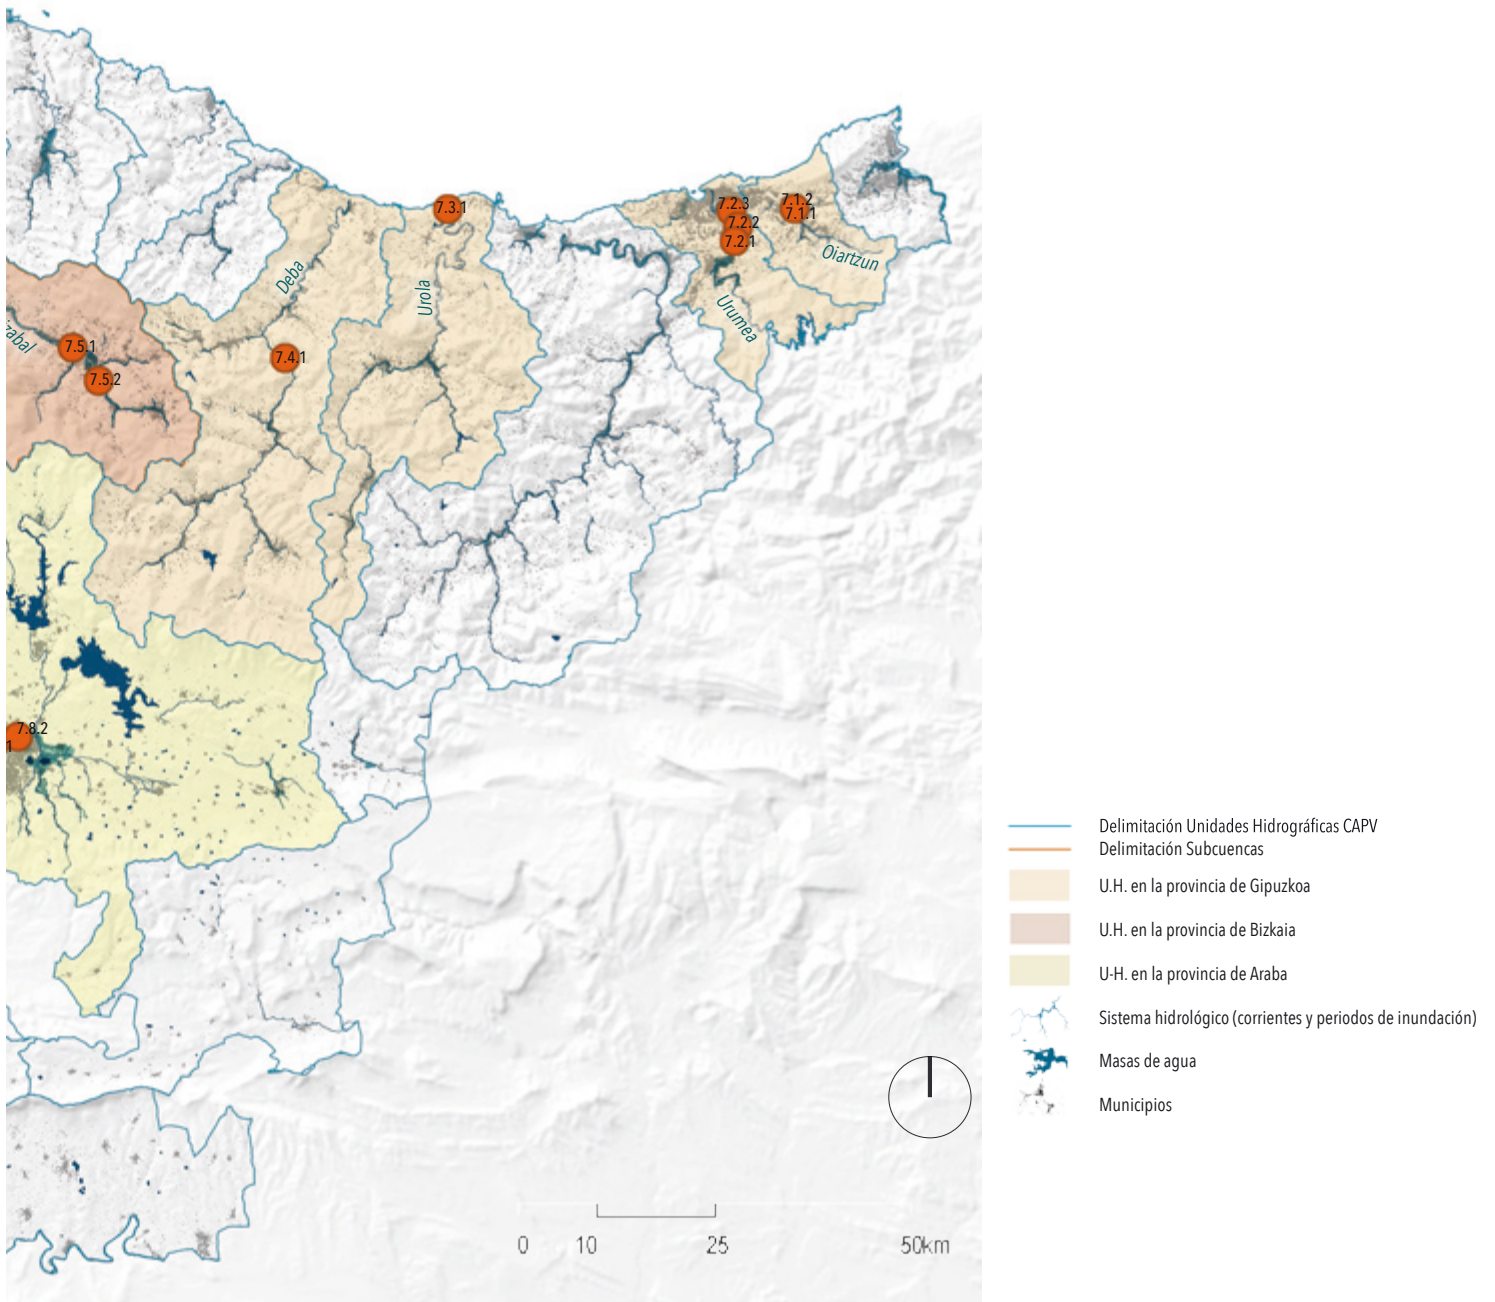 7.3.1
7.2.3
7.2.2
7.2.1
7.1.2
7.1.1
Oiartzun
Urumea
Deba
Urola
zabal
7.5.1
7.5.2
7.4.1
7.8.2
1
Delimitación Unidades Hidrográficas CAPV
Delimitación Subcuencas
U.H. en la provincia de Gipuzkoa
U.H. en la provincia de Bizkaia
U-H. en la provincia de Araba
Sistema hidrológico (corrientes y periodos de inundación)
Masas de agua
Municipios
0 10 25 50km